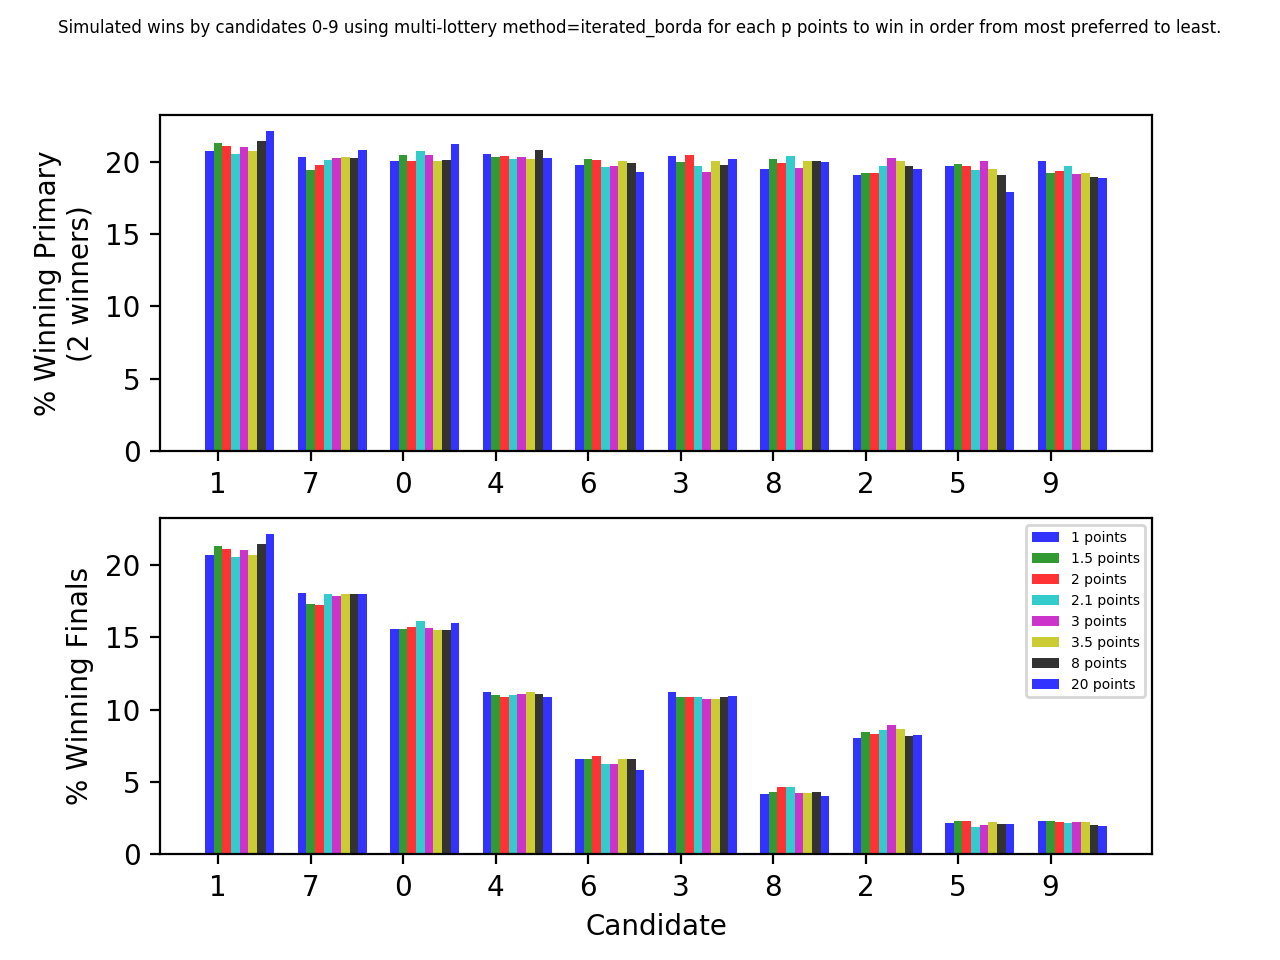 Simulated wins by candidates 0-9 using multi-lottery method=iterated_borda for each p points to win in order from most preferred to least.
% Winning Primary
(2 winners)
20
15
10
5
0
1 7 0 4 6 3 8 2 5 9
% Winning Finals
20
15
10
5
0
1 points
1.5 points
2 points
2.1 points
3 points
3.5 points
8 points
20 points
1 7 0 4 6 3 8 2 5 9
Candidate